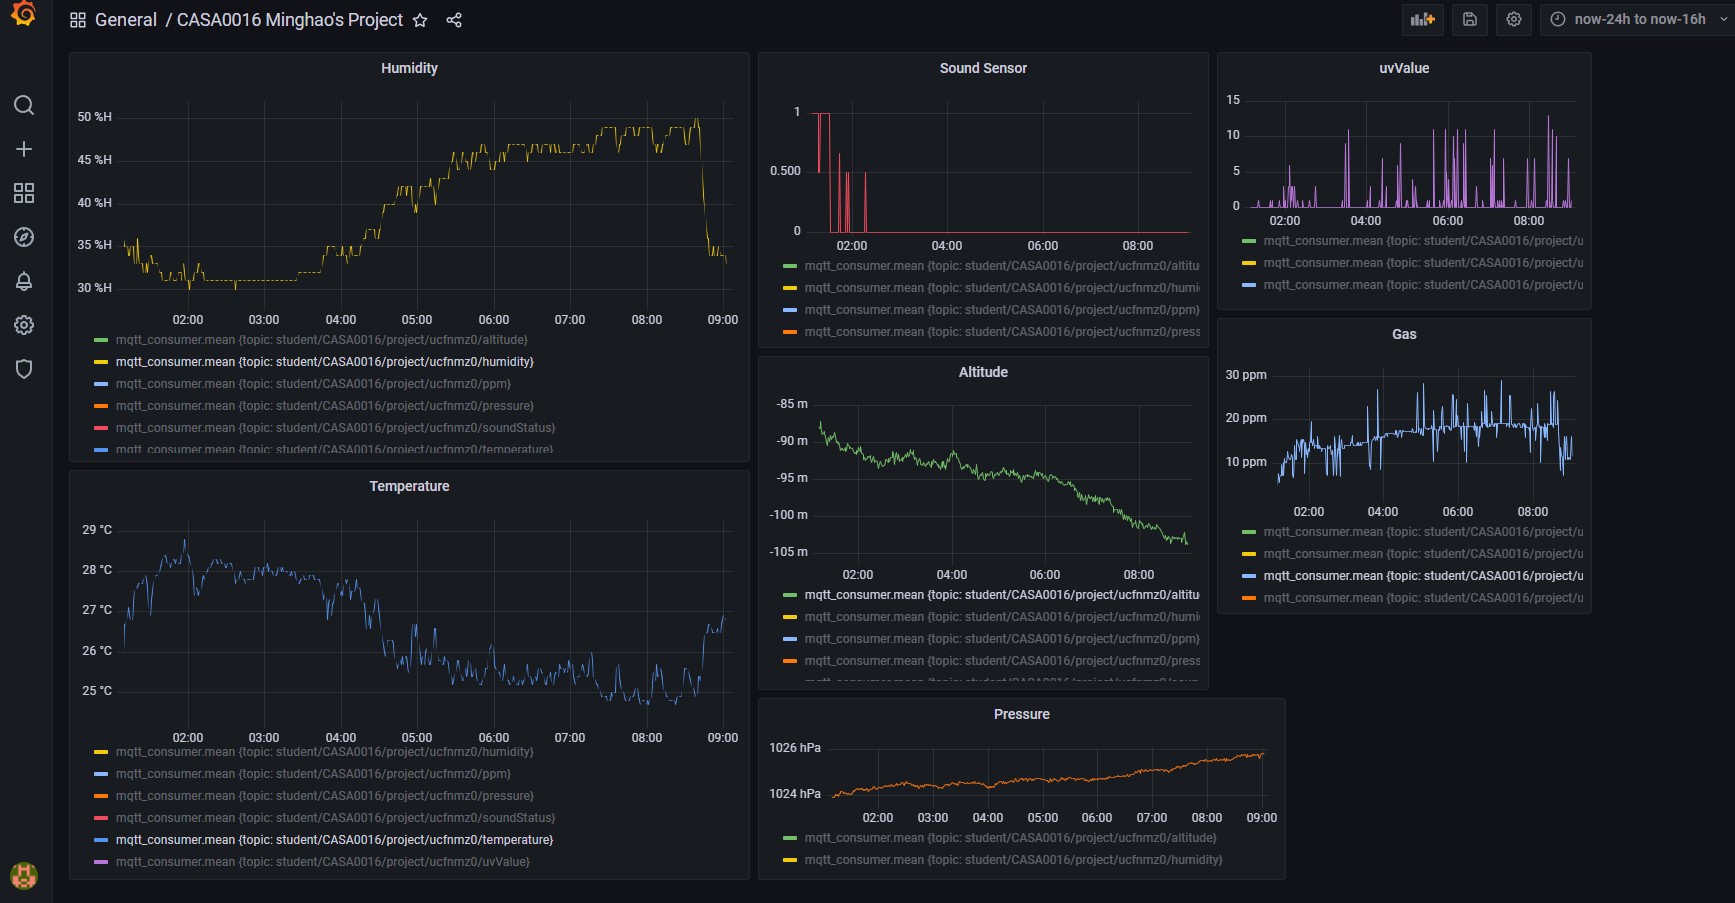 General / CASA0016 Minghao's Project
now-24h to now-16h
Humidity
50 %H
45 %H
40 %H
35 %H
30 %H
02:00 03:00 04:00 05:00 06:00 07:00 08:00 09:00
mqtt_consumer.mean {topic: student/CASA0016/project/ucfnmz0/altitude}
mqtt_consumer.mean {topic: student/CASA0016/project/ucfnmz0/humidity}
mqtt_consumer.mean {topic: student/CASA0016/project/ucfnmz0/ppm}
mqtt_consumer.mean {topic: student/CASA0016/project/ucfnmz0/pressure}
mqtt_consumer.mean {topic: student/CASA0016/project/ucfnmz0/soundStatus}
mqtt_consumer.mean {topic: student/CASA0016/project/ucfnmz0/temperature}
Temperature
29 °C
28 °C
27 °C
26 °C
25 °C
02:00 03:00 04:00 05:00 06:00 07:00 08:00 09:00
mqtt_consumer.mean {topic: student/CASA0016/project/ucfnmz0/humidity}
mqtt_consumer.mean {topic: student/CASA0016/project/ucfnmz0/ppm}
mqtt_consumer.mean {topic: student/CASA0016/project/ucfnmz0/pressure}
mqtt_consumer.mean {topic: student/CASA0016/project/ucfnmz0/soundStatus}
mqtt_consumer.mean {topic: student/CASA0016/project/ucfnmz0/temperature}
mqtt_consumer.mean {topic: student/CASA0016/project/ucfnmz0/uvValue}
Sound Sensor
1
0.500
0
02:00 04:00 06:00 08:00
mqtt_consumer.mean {topic: student/CASA0016/project/ucfnmz0/altitu
mqtt_consumer.mean {topic: student/CASA0016/project/ucfnmz0/humi
mqtt_consumer.mean {topic: student/CASA0016/project/ucfnmz0/ppm}
mqtt_consumer.mean {topic: student/CASA0016/project/ucfnmz0/press
Altitude
-85 m
-90 m
-95 m
-100 m
-105 m
02:00 04:00 06:00 08:00
mqtt_consumer.mean {topic: student/CASA0016/project/ucfnmz0/altitu
mqtt_consumer.mean {topic: student/CASA0016/project/ucfnmz0/humi
mqtt_consumer.mean {topic: student/CASA0016/project/ucfnmz0/ppm}
mqtt_consumer.mean {topic: student/CASA0016/project/ucfnmz0/press
Pressure
1026 hPa
1024 hPa
02:00 03:00 04:00 05:00 06:00 07:00 08:00 09:00
mqtt_consumer.mean {topic: student/CASA0016/project/ucfnmz0/altitude}
mqtt_consumer.mean {topic: student/CASA0016/project/ucfnmz0/humidity}
uvValue
15
10
5
0
02:00 04:00 06:00 08:00
mqtt_consumer.mean {topic: student/CASA0016/project/u
mqtt_consumer.mean {topic: student/CASA0016/project/u
mqtt_consumer.mean {topic: student/CASA0016/project/u
Gas
30 ppm
20 ppm
10 ppm
02:00 04:00 06:00 08:00
mqtt_consumer.mean {topic: student/CASA0016/project/u
mqtt_consumer.mean {topic: student/CASA0016/project/u
mqtt_consumer.mean {topic: student/CASA0016/project/u
mqtt_consumer.mean {topic: student/CASA0016/project/u